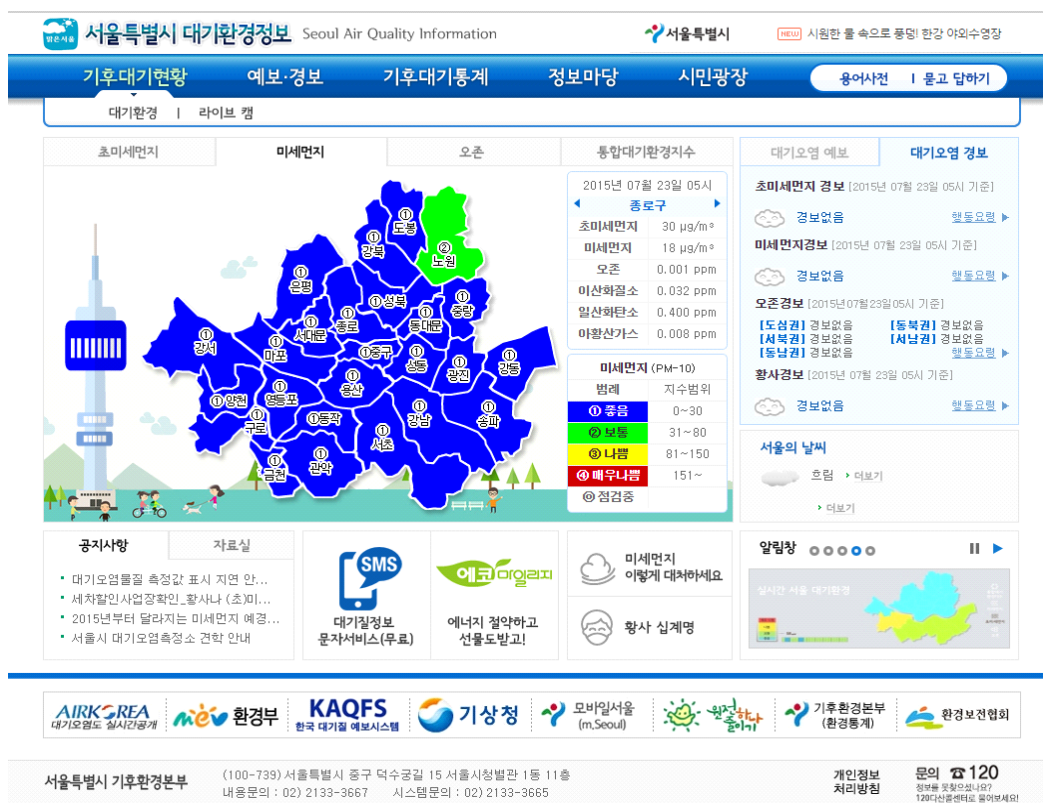 맑은서울 서울특별시 대기환경정보 Seoul Air Quality Information
서울특별시
NEW 시원한 물 속으로 풍덩! 한강 야외수영장
기후대기현황 예보·경보 기후대기통계 정보마당 시민광장
용어사전 | 묻고 답하기
대기환경 | 라이브 캠
초미세먼지 미세먼지 오존 통합대기환경지수
① 도봉
① 강북
② 노원
① 은평
① 성북
① 중랑
① 서대문
① 종로
① 동대문
① 강서
① 마포
① 중구
① 성동
① 광진
① 강동
① 용산
① 양천
① 영등포
① 구로
① 동작
① 강남
① 송파
① 서초
① 금천
① 관악
2015년 07월 23일 05시
종로구
초미세먼지 30 μg/m³
미세먼지 18 μg/m³
오존 0.001 ppm
이산화질소 0.032 ppm
일산화탄소 0.400 ppm
아황산가스 0.008 ppm
미세먼지 (PM-10)
범례 지수범위
① 좋음 0~30
② 보통 31~80
③ 나쁨 81~150
④ 매우나쁨 151~
◎ 점검중
대기오염 예보 대기오염 경보
초미세먼지 경보 [2015년 07월 23일 05시 기준]
경보없음 행동요령
미세먼지경보 [2015년 07월 23일 05시 기준]
경보없음 행동요령
오존경보 [2015년07월23일05시 기준]
[도심권] 경보없음 [동북권] 경보없음
[서북권] 경보없음 [서남권] 경보없음
[동남권] 경보없음 행동요령
황사경보 [2015년 07월 23일 05시 기준]
경보없음 행동요령
서울의 날씨
흐림 더보기
더보기
공지사항 자료실
대기오염물질 측정값 표시 지연 안...
세차할인사업장확인_황사나 (초)미...
2015년부터 달라지는 미세먼지 예경...
서울시 대기오염측정소 견학 안내
SMS
대기질정보
문자서비스(무료)
에코마일리지
에너지 절약하고
선물도받고!
미세먼지
이렇게 대처하세요
황사 십계명
알림창
실시간 서울 대기환경
AIRKOREA
대기오염도 실시간공개
mev 환경부
KAQFS
한국 대기질 예보시스템
기상청
모바일서울
(m,Seoul)
원전하나
줄이기
기후환경본부
(환경통계)
환경보전협회
서울특별시 기후환경본부
(100-739) 서울특별시 중구 덕수궁길 15 서울시청별관 1동 11층
내용문의 : 02) 2133-3667 시스템문의 : 02) 2133-3665
개인정보
처리방침
문의 ☎120
정보를 못찾으셨나요?
120다산콜센터로 물어보세요!